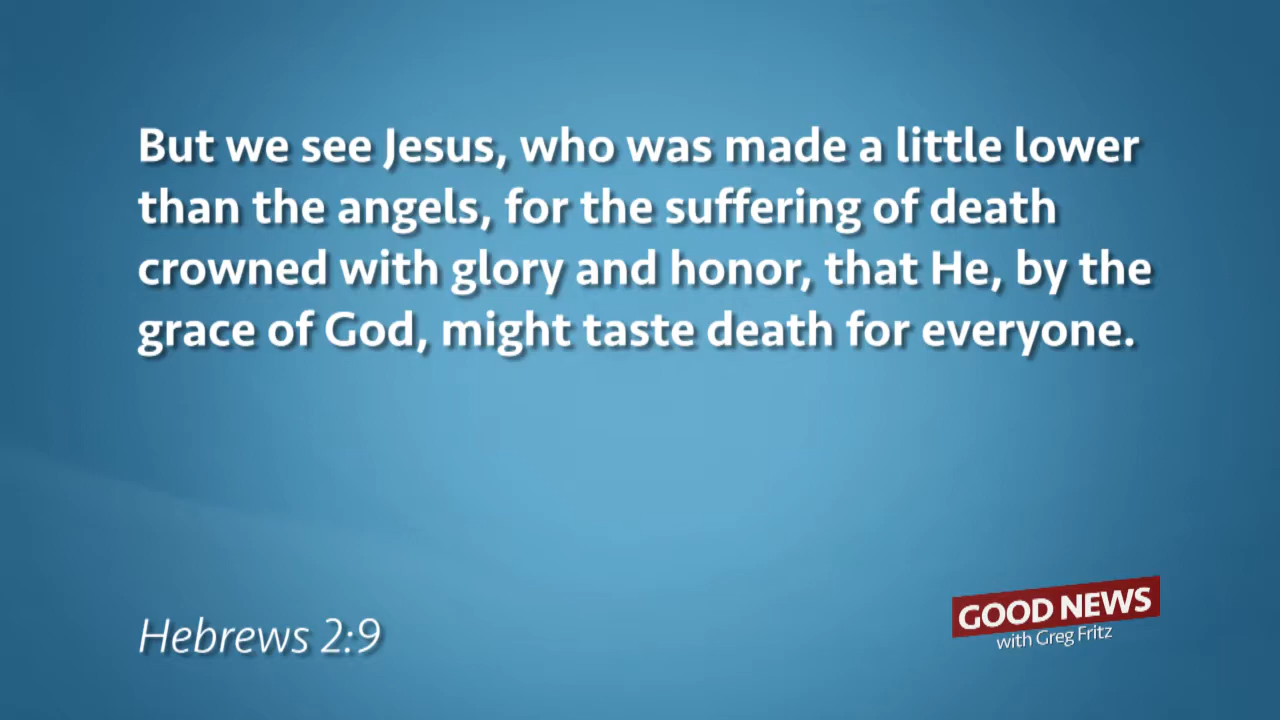 But we see Jesus, who was made a little lower
than the angels, for the suffering of death
crowned with glory and honor, that He, by the
grace of God, might taste death for everyone.
Hebrews 2:9
GOOD NEWS
with Greg Fritz